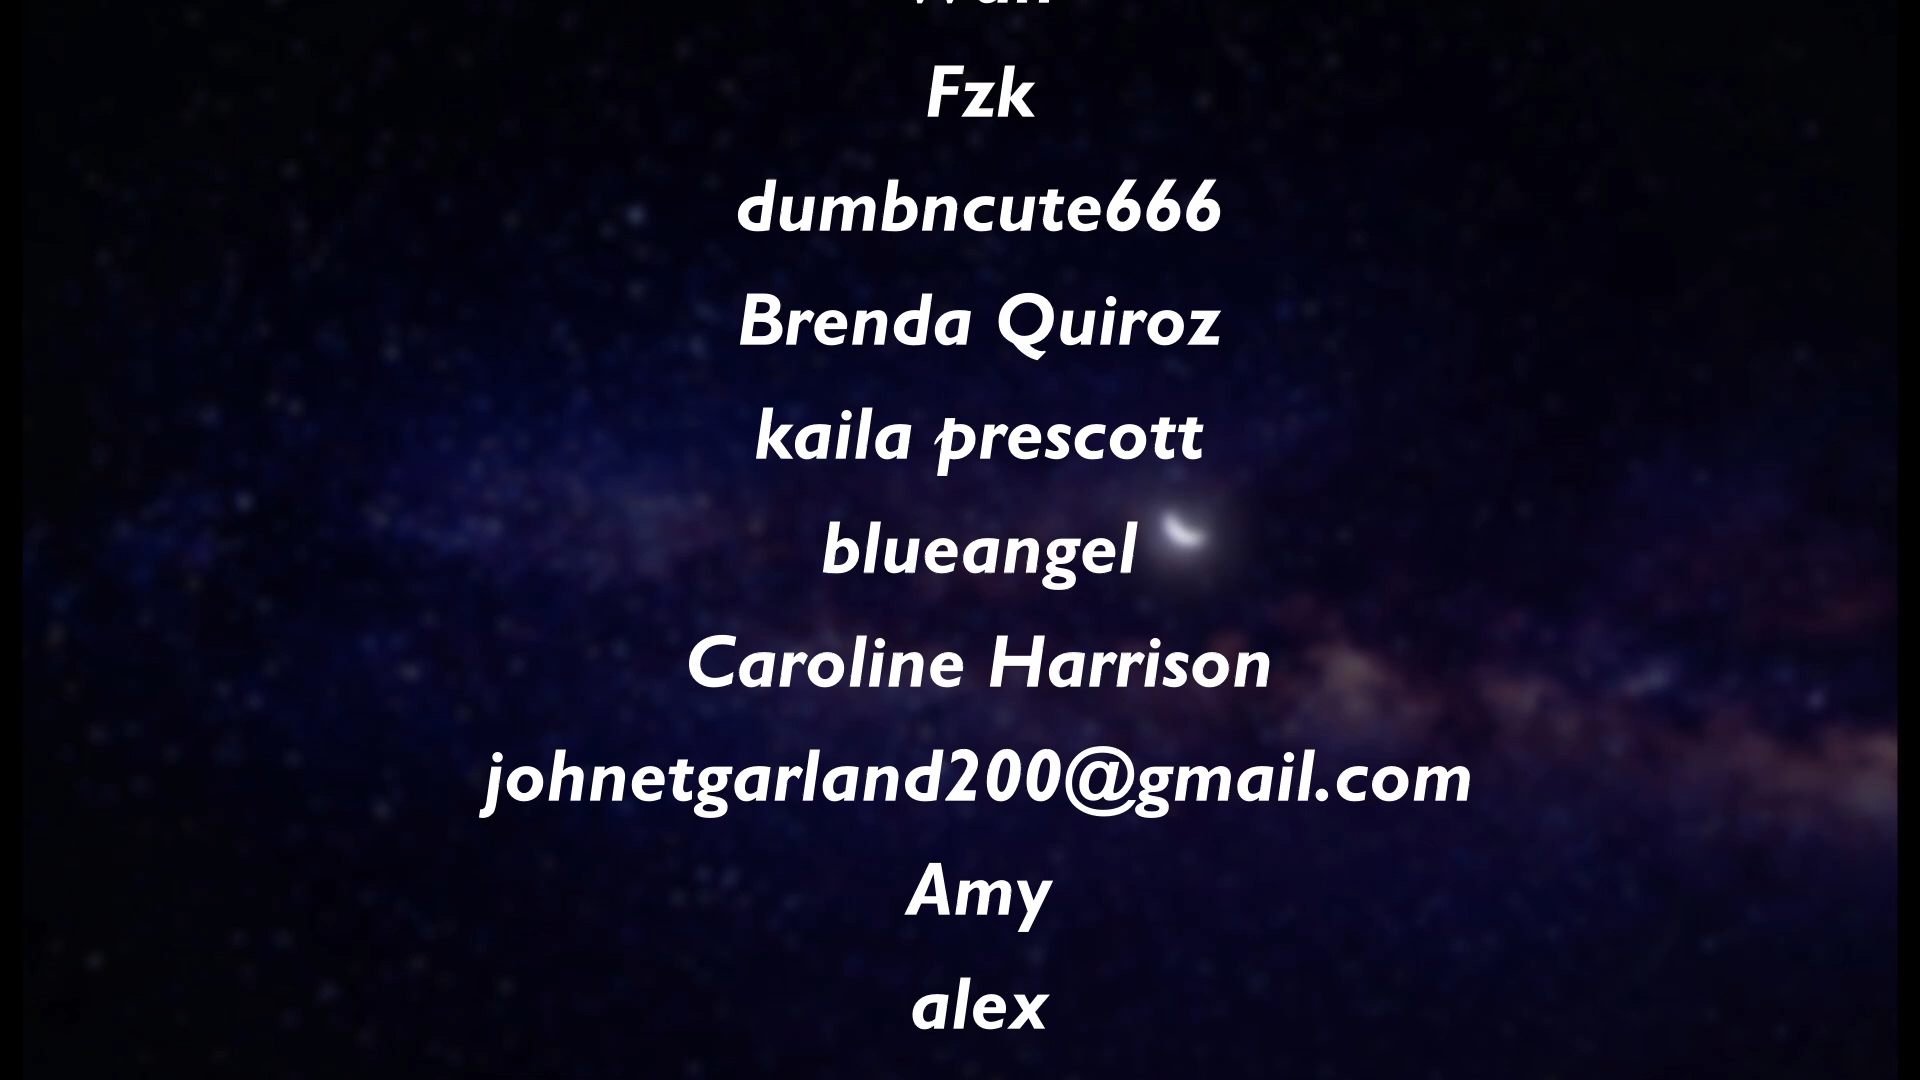 Fzk
dumbncute666
Brenda Quiroz
kaila prescott
blueangel
Caroline Harrison
johnetgarland200@gmail.com
Amy
alex